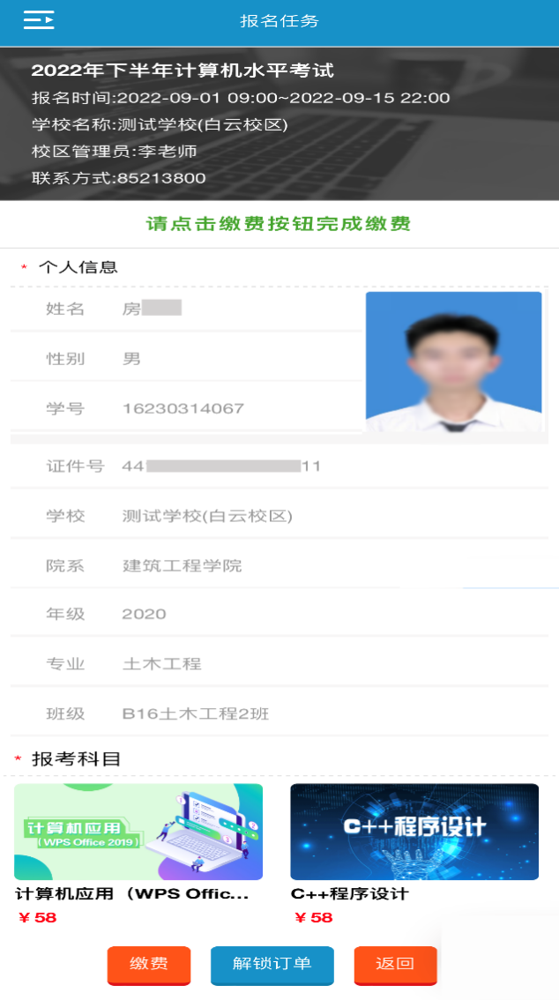 报名任务
2022年下半年计算机水平考试
报名时间:2022-09-01 09:00~2022-09-15 22:00
学校名称:测试学校(白云校区)
校区管理员:李老师
联系方式:85213800
请点击缴费按钮完成缴费
* 个人信息
姓名 房
性别 男
学号 16230314067
证件号 44 11
学校 测试学校(白云校区)
院系 建筑工程学院
年级 2020
专业 土木工程
班级 B16土木工程2班
* 报考科目
计算机应用
(WPS Office 2019)
C++程序设计
计算机应用（WPS Offic...
C++程序设计
¥ 58
¥ 58
缴费 解锁订单 返回